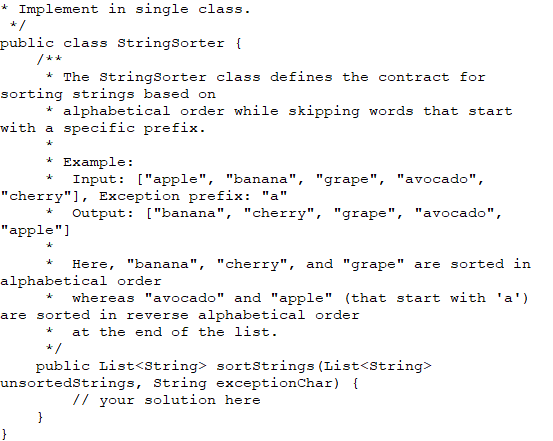 * Implement in single class.
 */
public class StringSorter {
    /**
     * The StringSorter class defines the contract for
sorting strings based on
     * alphabetical order while skipping words that start
with a specific prefix.
     *
     * Example:
     *  Input: ["apple", "banana", "grape", "avocado",
"cherry"], Exception prefix: "a"
     *  Output: ["banana", "cherry", "grape", "avocado",
"apple"]
     *
     *  Here, "banana", "cherry", and "grape" are sorted in
alphabetical order
     *  whereas "avocado" and "apple" (that start with 'a')
are sorted in reverse alphabetical order
     *  at the end of the list.
     */
    public List<String> sortStrings(List<String>
unsortedStrings, String exceptionChar) {
        // your solution here
    }
}